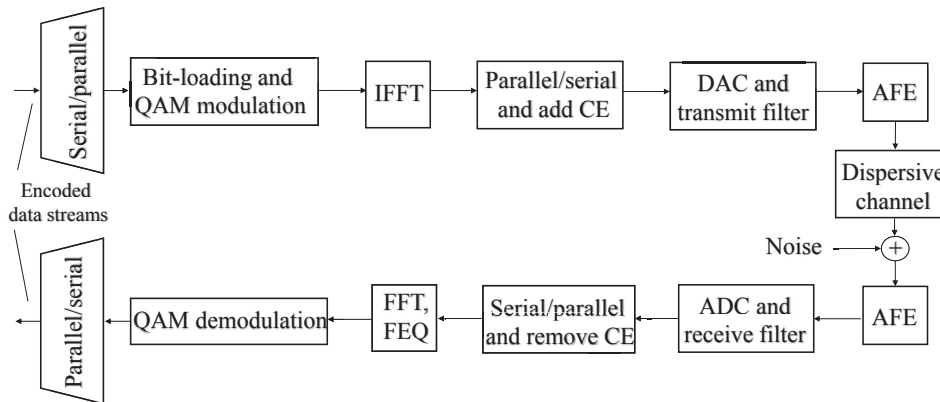 Serial/parallel
Bit-loading and
QAM modulation
IFFT
Parallel/serial
and add CE
DAC and
transmit filter
AFE
Dispersive
channel
Encoded
data streams
Noise
+
Parallel/serial
QAM demodulation
FFT,
FEQ
Serial/parallel
and remove CE
ADC and
receive filter
AFE